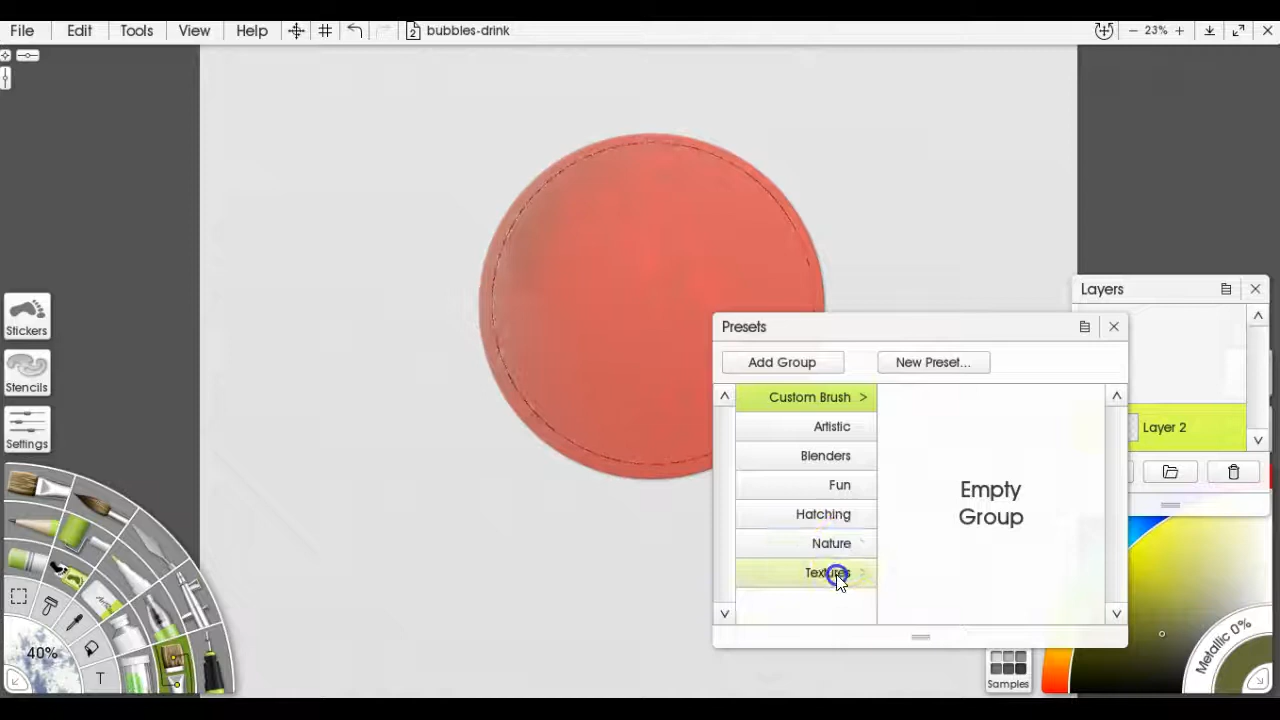 File Edit Tools View Help 2 bubbles-drink 23%
Stickers
Stencils
Settings
Layers
Layer 2
Presets
Add Group New Preset...
Custom Brush >
Artistic
Blenders
Fun
Hatching
Nature
Textures >
Empty
Group
40%
T
Samples
Metallic 0%